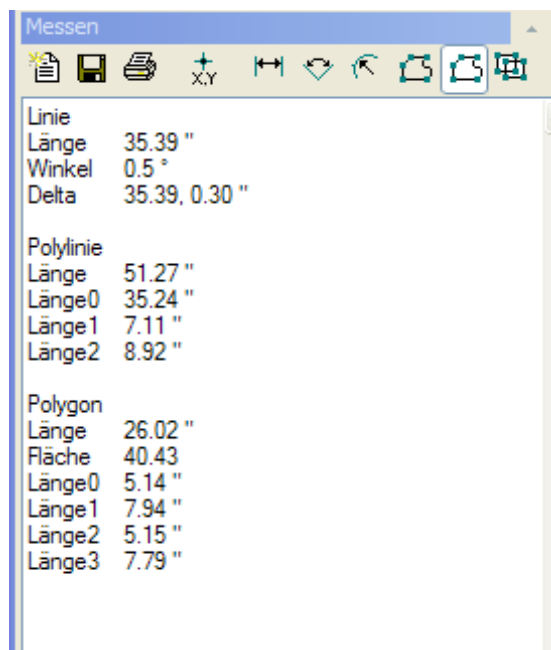 Messen
X,Y
Linie
Länge 35.39 "
Winkel 0.5 °
Delta 35.39, 0.30 "
Polylinie
Länge 51.27 "
Länge0 35.24 "
Länge1 7.11 "
Länge2 8.92 "
Polygon
Länge 26.02 "
Fläche 40.43
Länge0 5.14 "
Länge1 7.94 "
Länge2 5.15 "
Länge3 7.79 "